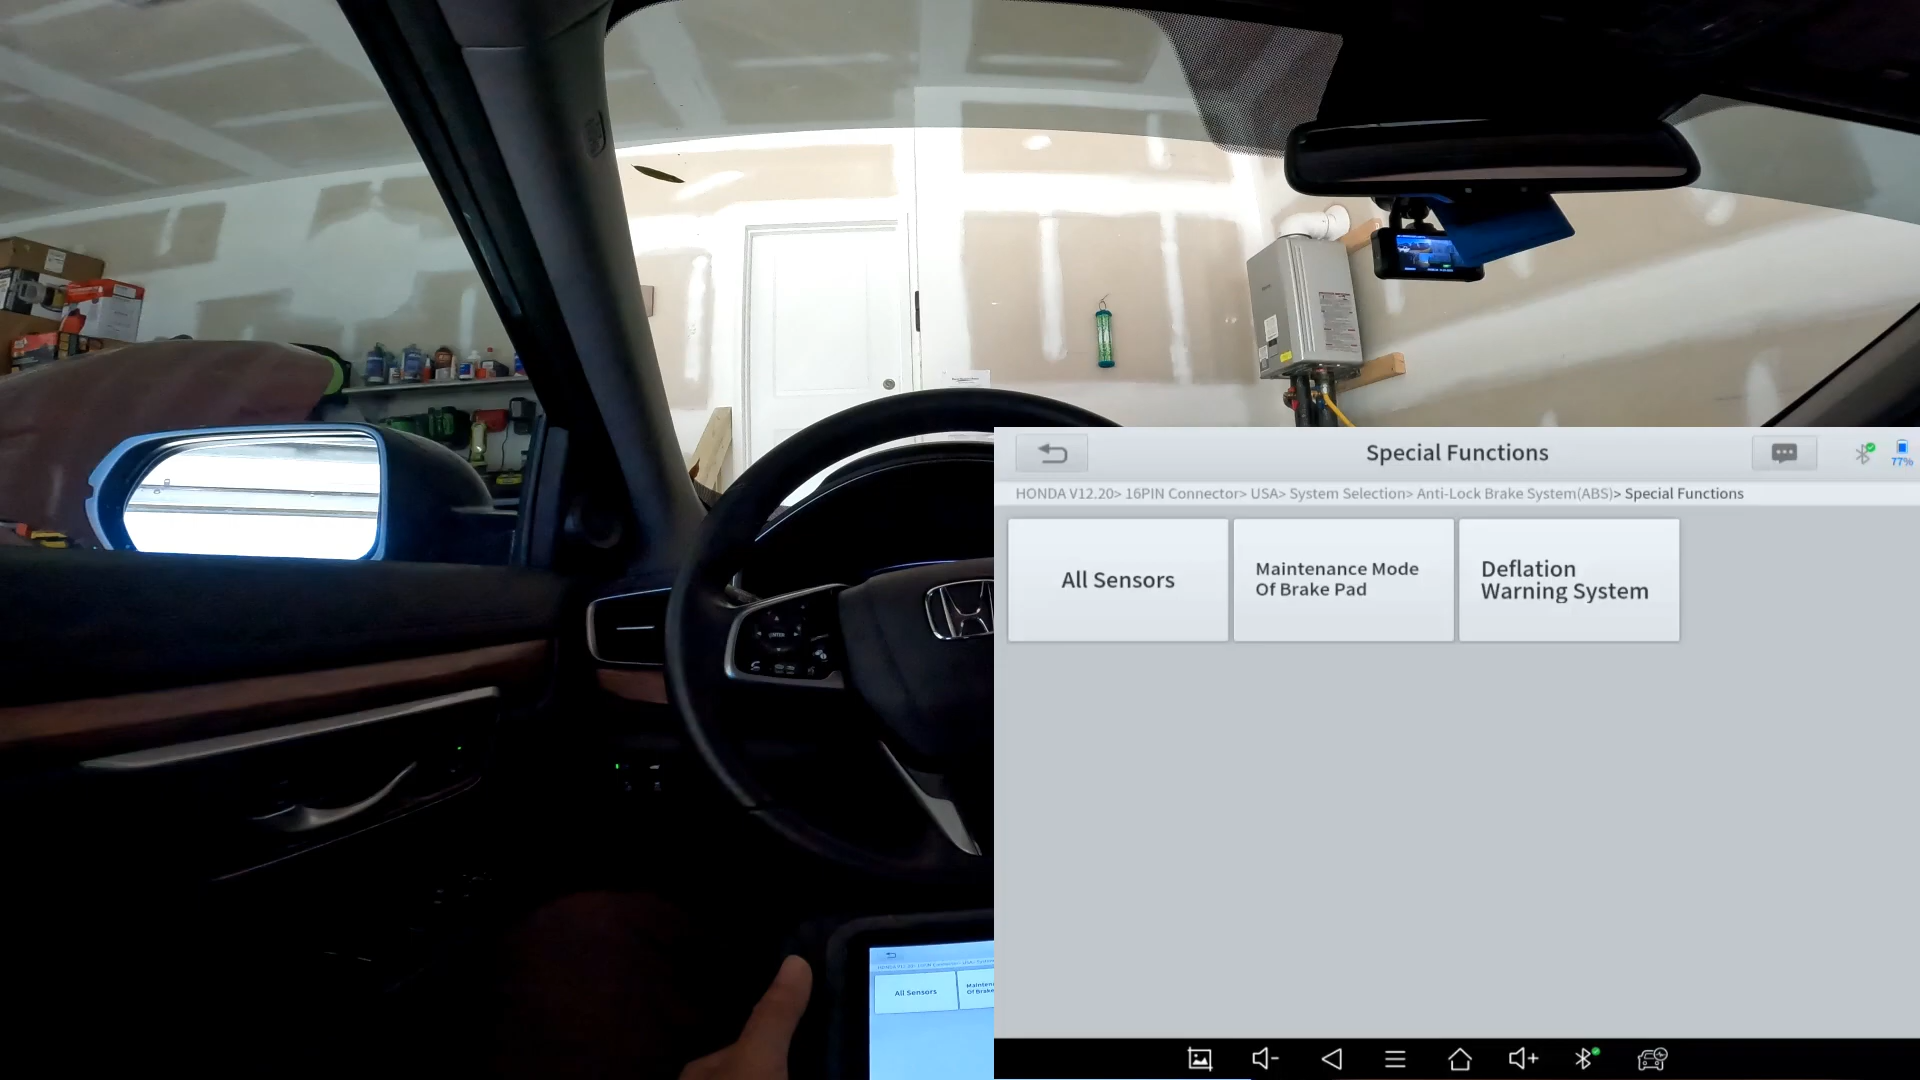 Special Functions
77%
HONDA V12.20> 16PIN Connector> USA> System Selection> Anti-Lock Brake System(ABS)> Special Functions
All Sensors
Maintenance Mode
Of Brake Pad
Deflation
Warning System
ENTER
All Sensors